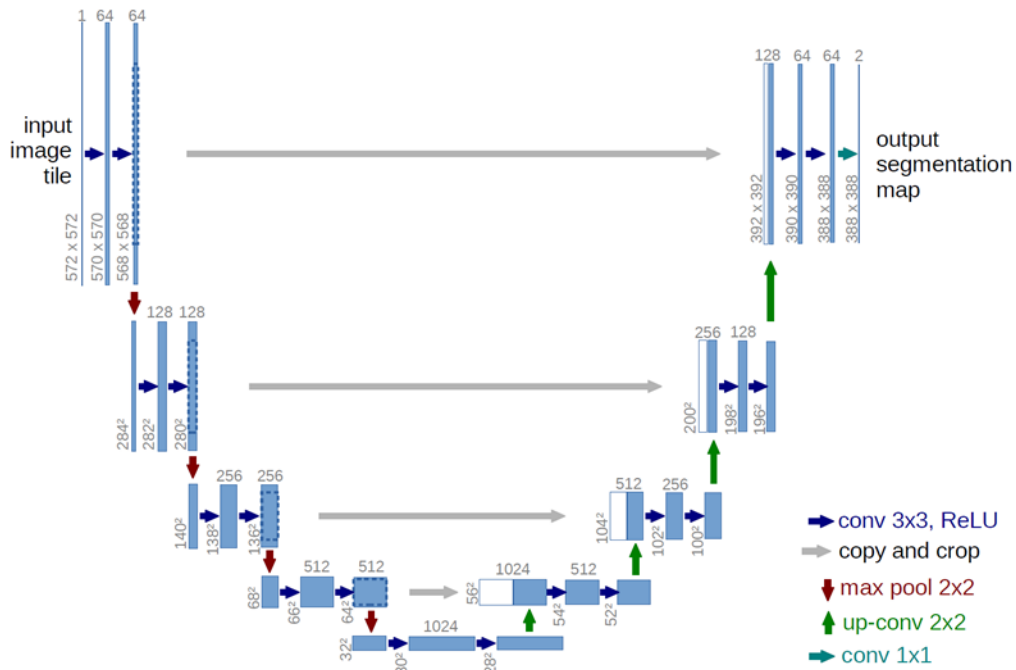 1 64 64
input
image
tile
572 x 572
570 x 570
568 x 568
128 64 64 2
output
segmentation
map
392 x 392
390 x 390
388 x 388
388 x 388
128 128
284²
282²
280²
256 128
200²
198²
196²
256 256
140²
138²
136²
512 256
104²
102²
100²
512 512
68²
66²
64²
1024 512
56²
54²
52²
1024
32²
conv 3x3, ReLU
copy and crop
max pool 2x2
up-conv 2x2
conv 1x1